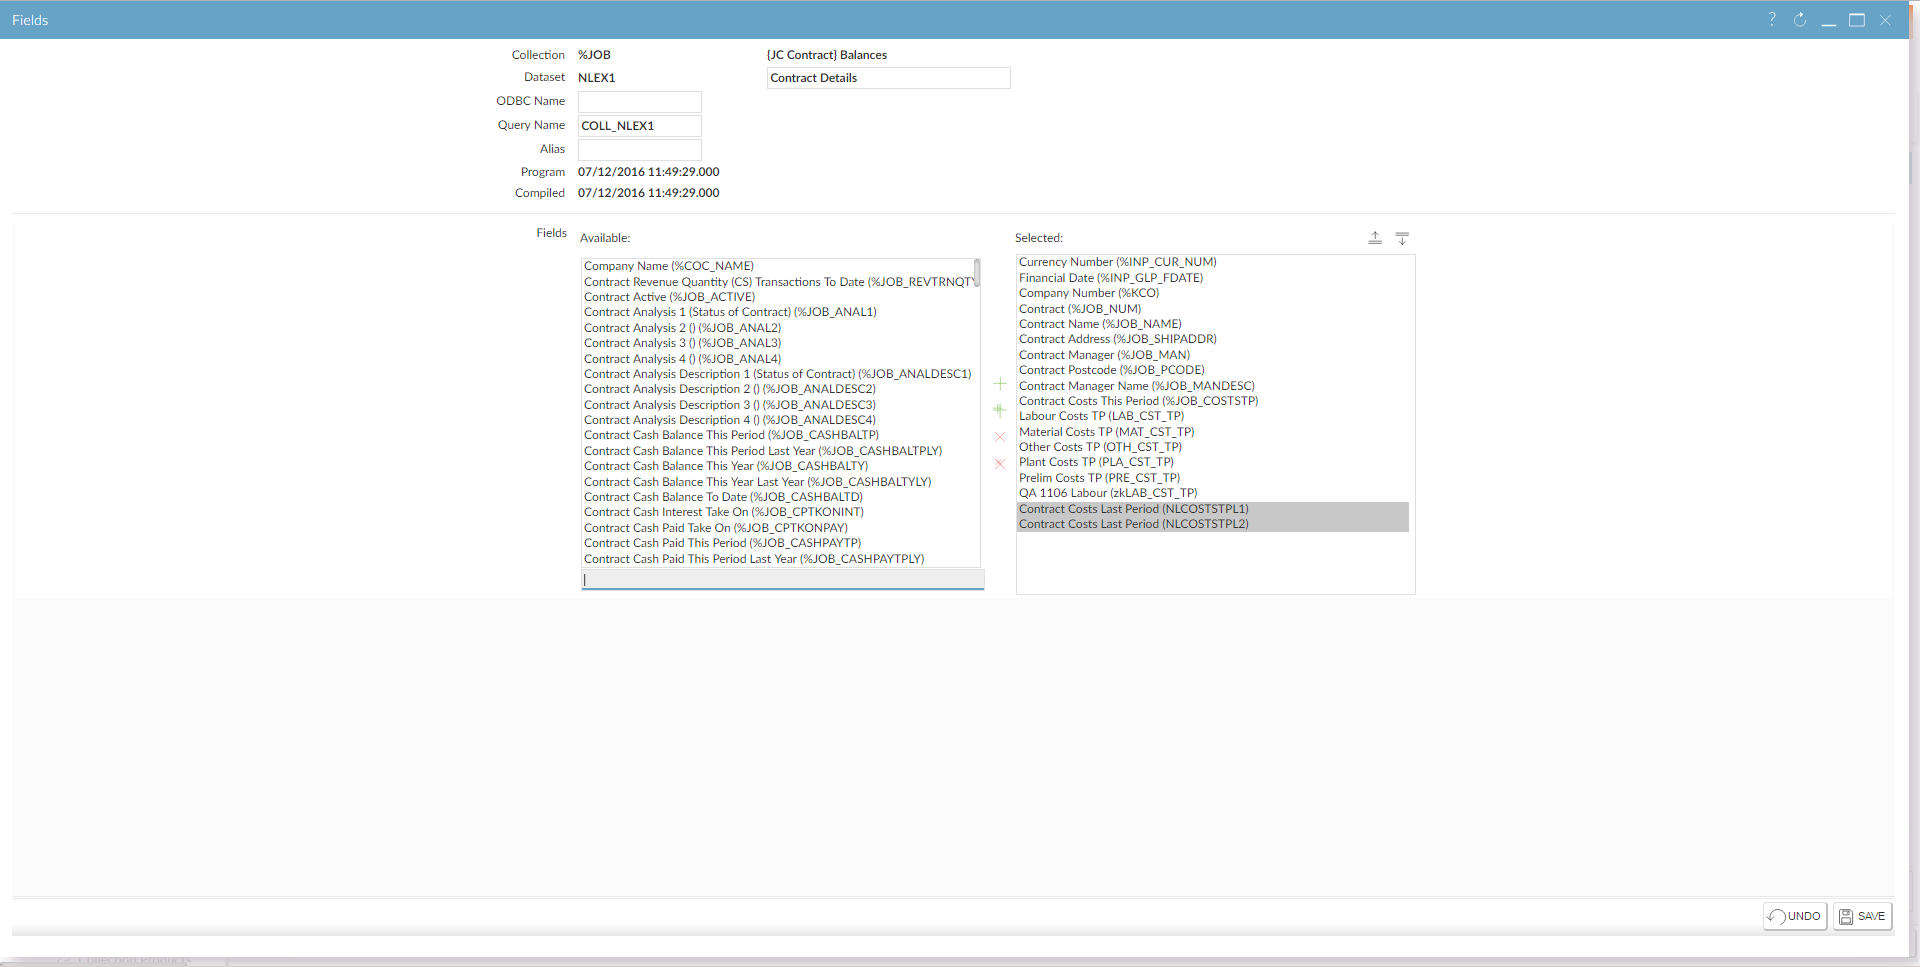 Fields
?
Collection %JOB {JC Contract} Balances
Dataset NLEX1 Contract Details
ODBC Name
Query Name COLL_NLEX1
Alias
Program 07/12/2016 11:49:29.000
Compiled 07/12/2016 11:49:29.000
Fields
Available:
Company Name (%COC_NAME)
Contract Revenue Quantity (CS) Transactions To Date (%JOB_REVTRNQTY
Contract Active (%JOB_ACTIVE)
Contract Analysis 1 (Status of Contract) (%JOB_ANAL1)
Contract Analysis 2 () (%JOB_ANAL2)
Contract Analysis 3 () (%JOB_ANAL3)
Contract Analysis 4 () (%JOB_ANAL4)
Contract Analysis Description 1 (Status of Contract) (%JOB_ANALDESC1)
Contract Analysis Description 2 () (%JOB_ANALDESC2)
Contract Analysis Description 3 () (%JOB_ANALDESC3)
Contract Analysis Description 4 () (%JOB_ANALDESC4)
Contract Cash Balance This Period (%JOB_CASHBALTP)
Contract Cash Balance This Period Last Year (%JOB_CASHBALTPLY)
Contract Cash Balance This Year (%JOB_CASHBALTY)
Contract Cash Balance This Year Last Year (%JOB_CASHBALTYLY)
Contract Cash Balance To Date (%JOB_CASHBALTD)
Contract Cash Interest Take On (%JOB_CPTKONINT)
Contract Cash Paid Take On (%JOB_CPTKONPAY)
Contract Cash Paid This Period (%JOB_CASHPAYTP)
Contract Cash Paid This Period Last Year (%JOB_CASHPAYTPLY)
Selected:
Currency Number (%INP_CUR_NUM)
Financial Date (%INP_GLP_FDATE)
Company Number (%KCO)
Contract (%JOB_NUM)
Contract Name (%JOB_NAME)
Contract Address (%JOB_SHIPADDR)
Contract Manager (%JOB_MAN)
Contract Postcode (%JOB_PCODE)
Contract Manager Name (%JOB_MANDESC)
Contract Costs This Period (%JOB_COSTSTP)
Labour Costs TP (LAB_CST_TP)
Material Costs TP (MAT_CST_TP)
Other Costs TP (OTH_CST_TP)
Plant Costs TP (PLA_CST_TP)
Prelim Costs TP (PRE_CST_TP)
QA 1106 Labour (zkLAB_CST_TP)
Contract Costs Last Period (NLCOSTSTPL1)
Contract Costs Last Period (NLCOSTSTPL2)
UNDO SAVE